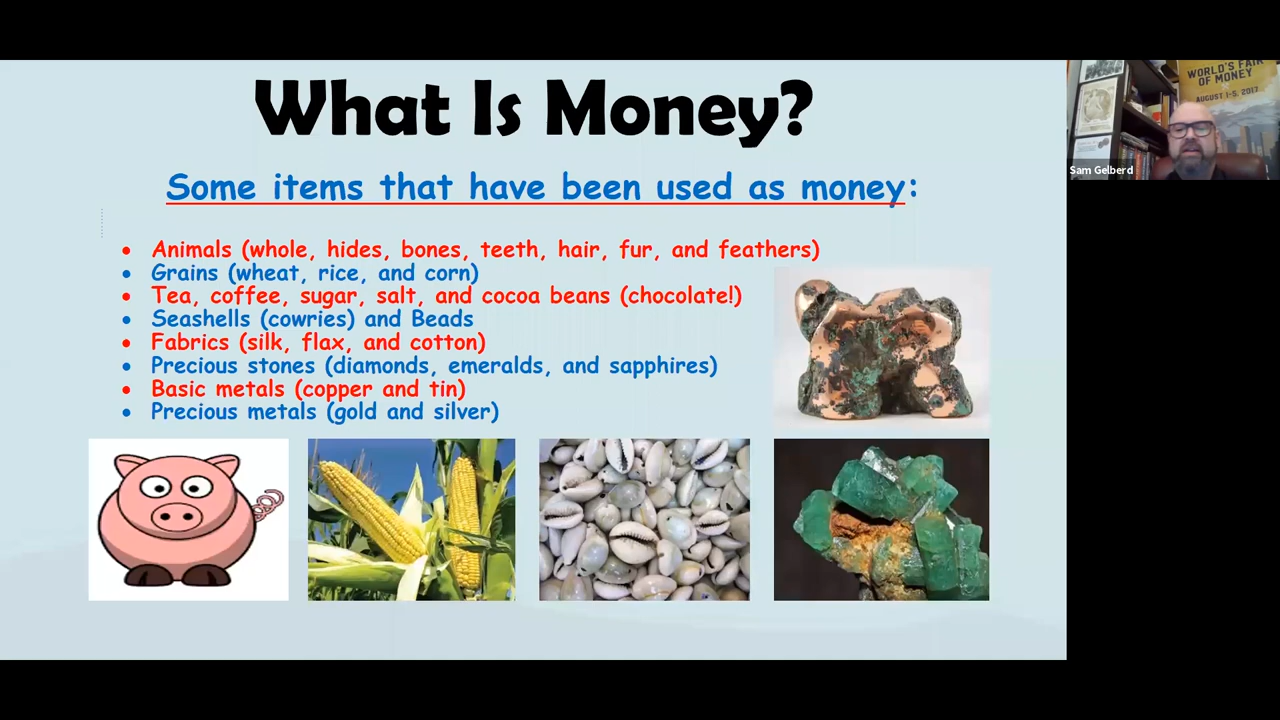 What Is Money?
Some items that have been used as money:
• Animals (whole, hides, bones, teeth, hair, fur, and feathers)
• Grains (wheat, rice, and corn)
• Tea, coffee, sugar, salt, and cocoa beans (chocolate!)
• Seashells (cowries) and Beads
• Fabrics (silk, flax, and cotton)
• Precious stones (diamonds, emeralds, and sapphires)
• Basic metals (copper and tin)
• Precious metals (gold and silver)
WORLD'S FAIR
OF MONEY
AUGUST 1-5, 2017
Sam Gelberd